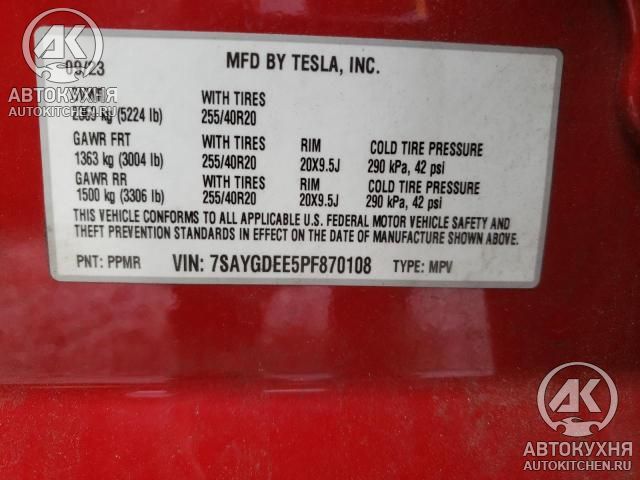 09/23 MFD BY TESLA, INC.
WITH TIRES
kg (5224 lb) 255/40R20
GAWR FRT WITH TIRES RIM COLD TIRE PRESSURE
1363 kg (3004 lb) 255/40R20 20X9.5J 290 kPa, 42 psi
GAWR RR WITH TIRES RIM COLD TIRE PRESSURE
1500 kg (3306 lb) 255/40R20 20X9.5J 290 kPa, 42 psi
THIS VEHICLE CONFORMS TO ALL APPLICABLE U.S. FEDERAL MOTOR VEHICLE SAFETY AND
THEFT PREVENTION STANDARDS IN EFFECT ON THE DATE OF MANUFACTURE SHOWN ABOVE.
PNT: PPMR VIN: 7SAYGDEE5PF870108 TYPE: MPV
АК
АВТОКУХНЯ
AUTOKITCHEN.RU
АК
АВТОКУХНЯ
AUTOKITCHEN.RU